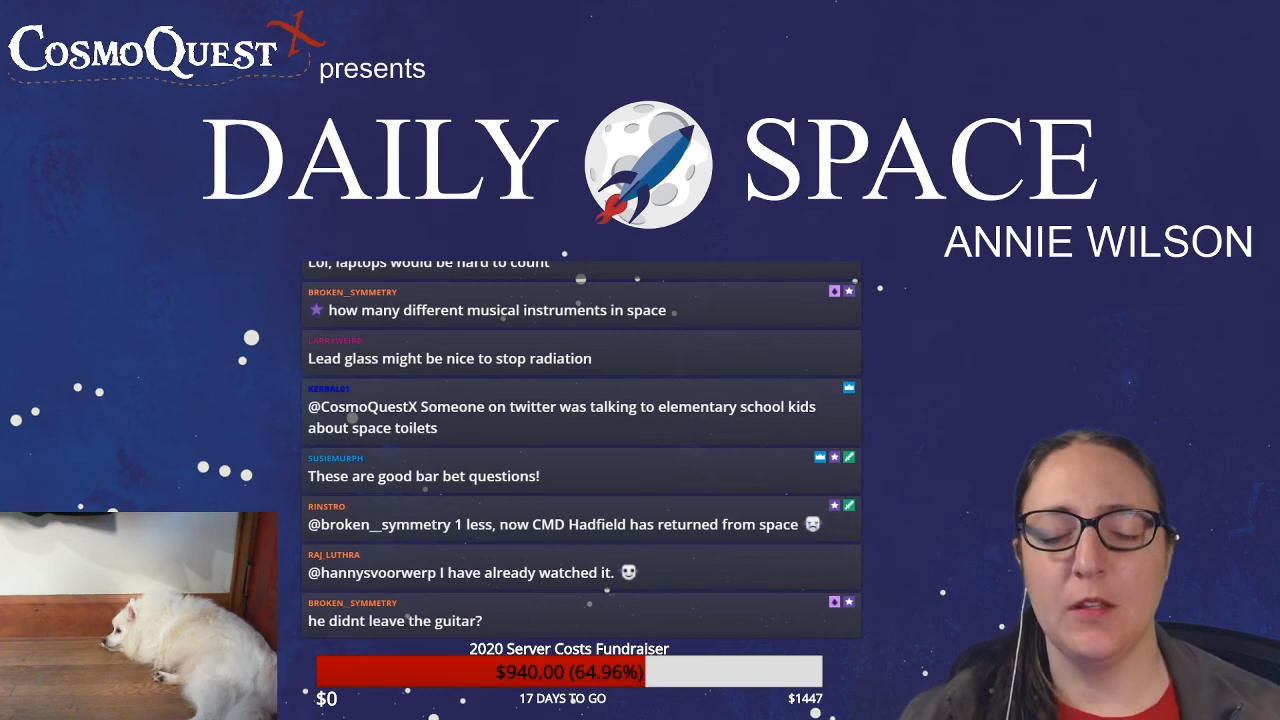 COSMOQUEST X
presents
DAILY SPACE
ANNIE WILSON
Lol, laptops would be hard to count
BROKEN__SYMMETRY
how many different musical instruments in space
LARRYWEIRD
Lead glass might be nice to stop radiation
KERBAL01
@CosmoQuestX Someone on twitter was talking to elementary school kids
about space toilets
SUSIEMURPH
These are good bar bet questions!
RINSTRO
@broken__symmetry 1 less, now CMD Hadfield has returned from space
RAJ_LUTHRA
@hannysvoorwerp I have already watched it.
BROKEN__SYMMETRY
he didnt leave the guitar?
2020 Server Costs Fundraiser
$940.00 (64.96%)
$0
17 DAYS TO GO
$1447